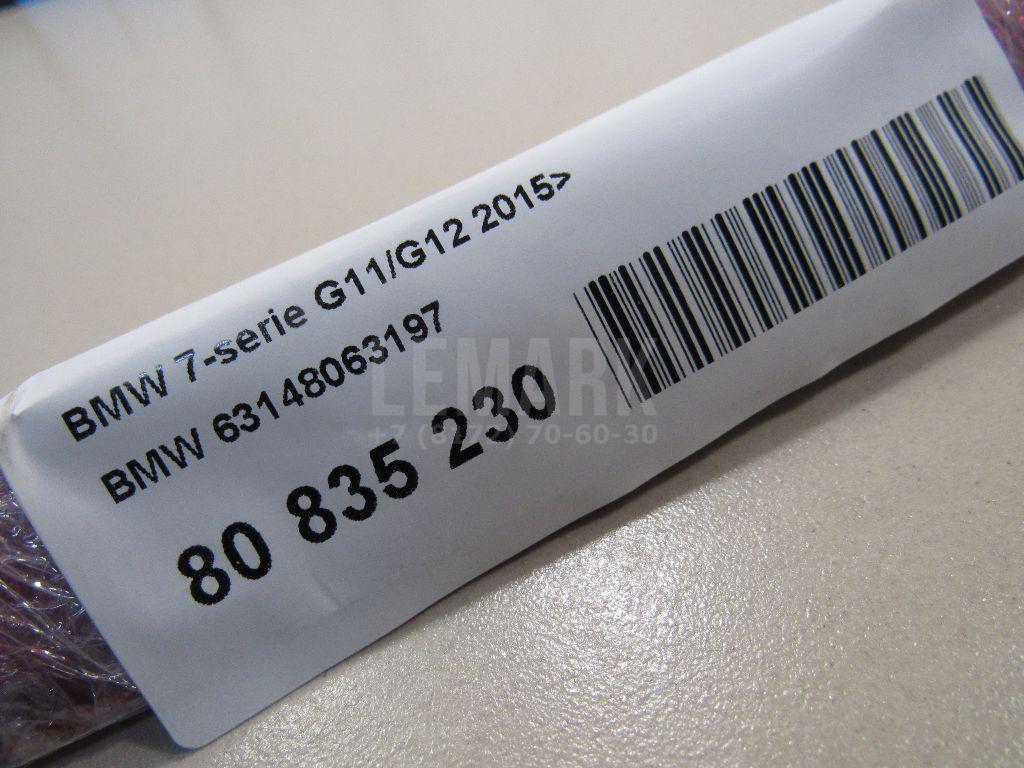 BMW 7-serie G11/G12 2015>
BMW 63148063197
80 835 230
LEMARK